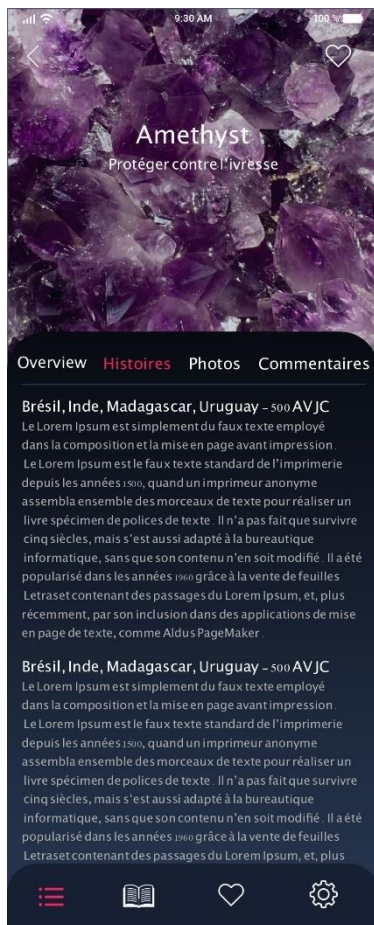 9:30 AM 100 %
Amethyst
Protéger contre l'ivresse
Overview Histoires Photos Commentaires
Brésil, Inde, Madagascar, Uruguay – 500 AVJC
Le Lorem Ipsum est simplement du faux texte employé
dans la composition et la mise en page avant impression.
Le Lorem Ipsum est le faux texte standard de l'imprimerie
depuis les années 1500, quand un imprimeur anonyme
assembla ensemble des morceaux de texte pour réaliser un
livre spécimen de polices de texte. Il n'a pas fait que survivre
cinq siècles, mais s'est aussi adapté à la bureautique
informatique, sans que son contenu n'en soit modifié. Il a été
popularisé dans les années 1960 grâce à la vente de feuilles
Letraset contenant des passages du Lorem Ipsum, et, plus
récemment, par son inclusion dans des applications de mise
en page de texte, comme Aldus PageMaker.
Brésil, Inde, Madagascar, Uruguay – 500 AVJC
Le Lorem Ipsum est simplement du faux texte employé
dans la composition et la mise en page avant impression.
Le Lorem Ipsum est le faux texte standard de l'imprimerie
depuis les années 1500, quand un imprimeur anonyme
assembla ensemble des morceaux de texte pour réaliser un
livre spécimen de polices de texte. Il n'a pas fait que survivre
cinq siècles, mais s'est aussi adapté à la bureautique
informatique, sans que son contenu n'en soit modifié. Il a été
popularisé dans les années 1960 grâce à la vente de feuilles
Letraset contenant des passages du Lorem Ipsum, et, plus